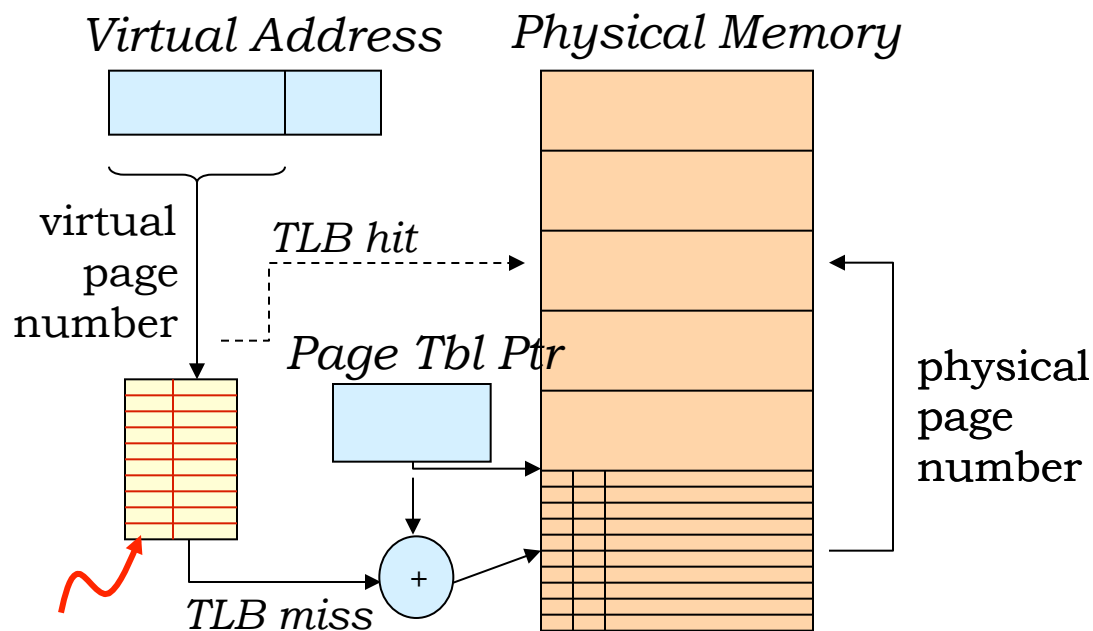 Virtual Address
Physical Memory
virtual
page
number
TLB hit
Page Tbl Ptr
physical
page
number
+
TLB miss